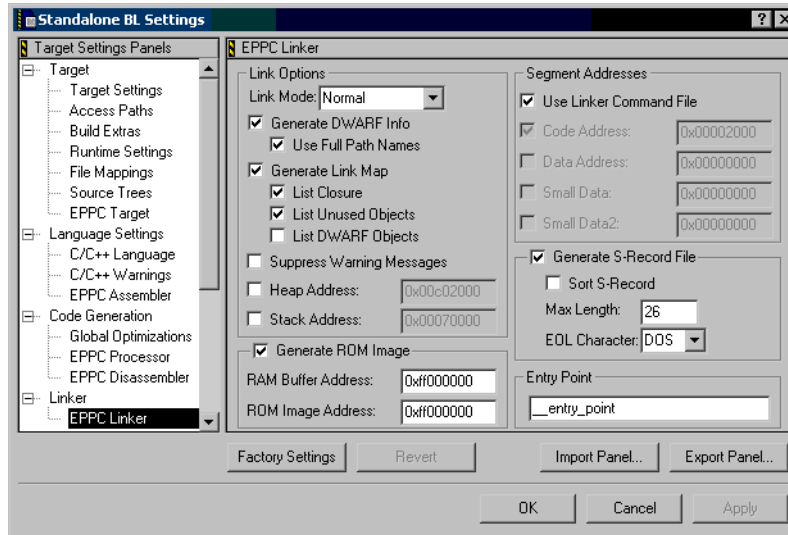 Standalone BL Settings
Target Settings Panels
Target
Target Settings
Access Paths
Build Extras
Runtime Settings
File Mappings
Source Trees
EPPC Target
Language Settings
C/C++ Language
C/C++ Warnings
EPPC Assembler
Code Generation
Global Optimizations
EPPC Processor
EPPC Disassembler
Linker
EPPC Linker
EPPC Linker
Link Options
Link Mode: Normal
Generate DWARF Info
Use Full Path Names
Generate Link Map
List Closure
List Unused Objects
List DWARF Objects
Suppress Warning Messages
Heap Address: 0x00c02000
Stack Address: 0x00070000
Generate ROM Image
RAM Buffer Address: 0xff000000
ROM Image Address: 0xff000000
Segment Addresses
Use Linker Command File
Code Address: 0x00002000
Data Address: 0x00000000
Small Data: 0x00000000
Small Data2: 0x00000000
Generate S-Record File
Sort S-Record
Max Length: 26
EOL Character: DOS
Entry Point
__entry_point
Factory Settings Revert Import Panel... Export Panel...
OK Cancel Apply